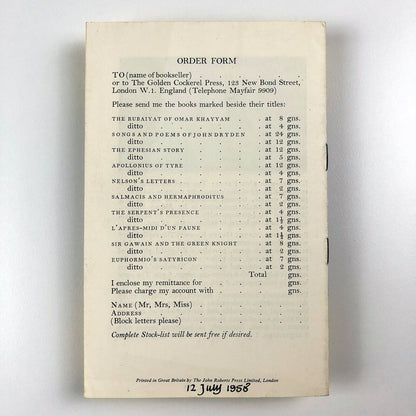 ORDER FORM
TO (name of bookseller) . . . . .
or to The Golden Cockerel Press, 123 New Bond Street,
London W.1. England (Telephone Mayfair 9909)
Please send me the books marked beside their titles:
THE RUBAIYAT OF OMAR KHAYYAM . . at 8 gns.
ditto . . . . . at 4 gns.
SONGS AND POEMS OF JOHN DRYDEN . at 24 gns.
ditto . . . . . at 12 gns.
THE EPHESIAN STORY . . . . at 12 gns.
ditto . . . . . at 5 gns.
APOLLONIUS OF TYRE . . . . at 12 gns.
ditto . . . . . at 4 gns.
NELSON'S LETTERS . . . . . at 7 gns.
ditto . . . . . at 2 gns.
SALMACIS AND HERMAPHRODITUS . . at 7 gns.
ditto . . . . . at 2 gns.
THE SERPENT'S PRESENCE . . . at 4 gns.
ditto . . . . . at 1½ gns.
L'APRES-MIDI D'UN FAUNE . . . at 4 gns.
ditto . . . . . at 1½ gns.
SIR GAWAIN AND THE GREEN KNIGHT . at 8 gns.
ditto . . . . . at 2 gns.
EUPHORMIO'S SATYRICON . . . at 7 gns.
ditto . . . . . at 2 gns.
Total gns.
I enclose my remittance for . . . . gns.
Please charge my account with . . . . gns.
NAME (Mr, Mrs, Miss) . . . . .
ADDRESS . . . . . . .
(Block letters please) . . . . .
Complete Stock-list will be sent free if desired.
Printed in Great Britain by The John Roberts Press Limited, London
12 July 1958